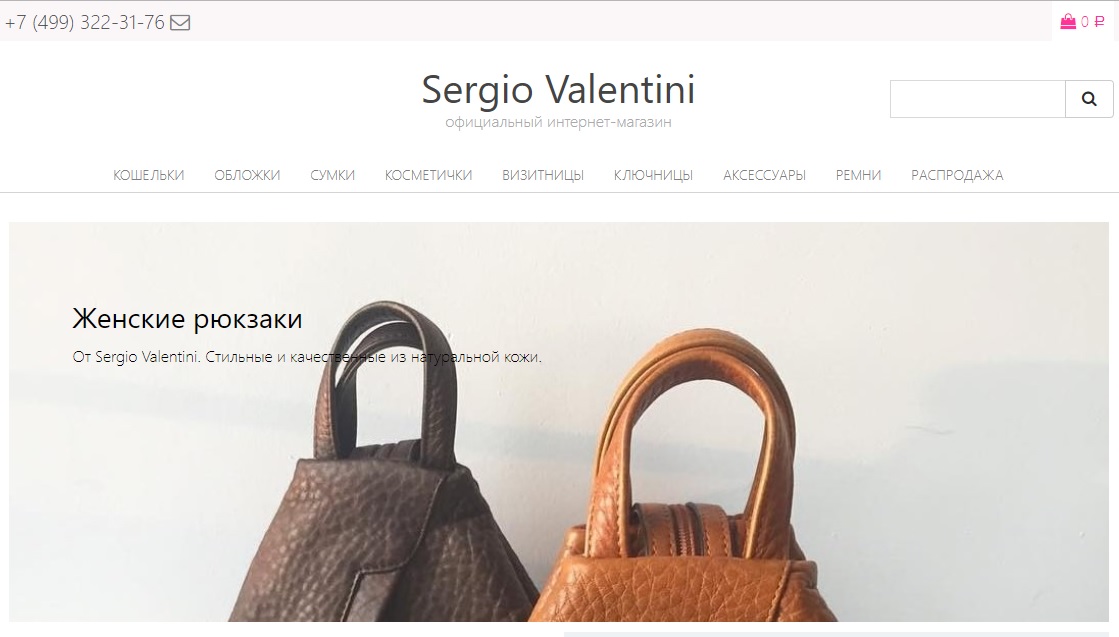 +7 (499) 322-31-76
0 ₽
Sergio Valentini
официальный интернет-магазин
КОШЕЛЬКИ ОБЛОЖКИ СУМКИ КОСМЕТИЧКИ ВИЗИТНИЦЫ КЛЮЧНИЦЫ АКСЕССУАРЫ РЕМНИ РАСПРОДАЖА
Женские рюкзаки
От Sergio Valentini. Стильные и качественные из натуральной кожи.